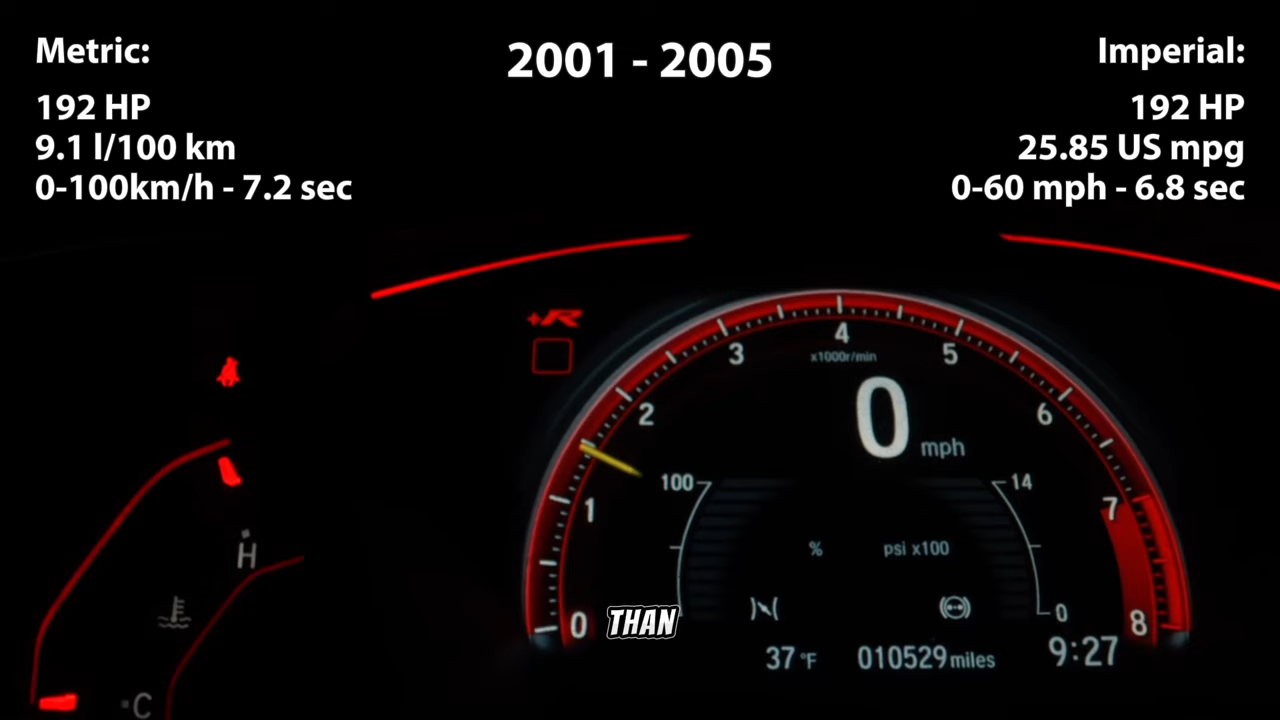 Metric:
192 HP
9.1 l/100 km
0-100km/h - 7.2 sec
2001 - 2005
Imperial:
192 HP
25.85 US mpg
0-60 mph - 6.8 sec
+R
4
x1000r/min
3
5
2
6
0 mph
100
14
1
7
% psi x100
H
0
THAN
0
8
37 °F 010529 miles 9:27
C